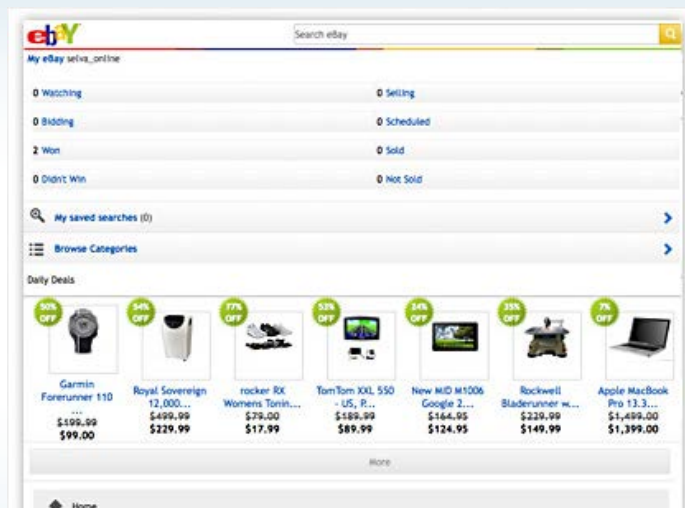 ebaY
Search eBay
My eBay selva_online
0 Watching
0 Selling
0 Bidding
0 Scheduled
2 Won
0 Sold
0 Didn't Win
0 Not Sold
My saved searches (0)
Browse Categories
Daily Deals
50% OFF
54% OFF
77% OFF
53% OFF
24% OFF
35% OFF
7% OFF
Garmin
Forerunner 110
...
$199.99
$99.00
Royal Sovereign
12,000...
$499.99
$229.99
rocker RX
Womens Tonin...
$79.00
$17.99
TomTom XXL 550
- US, P...
$189.99
$89.99
New MID M1006
Google 2...
$164.95
$124.95
Rockwell
Bladerunner w...
$229.99
$149.99
Apple MacBook
Pro 13.3...
$1,499.00
$1,399.00
More
Home